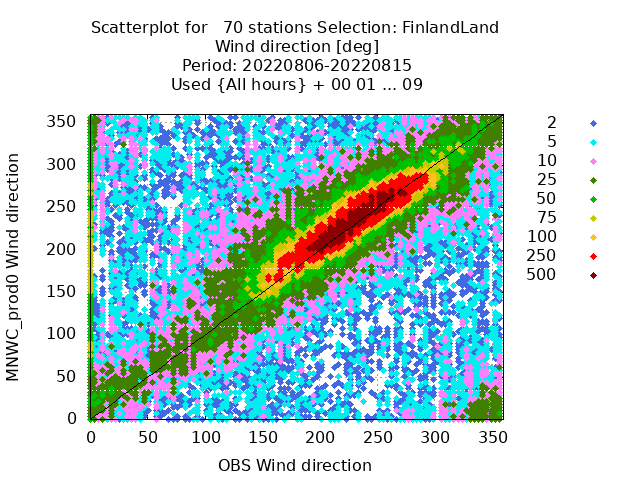 Scatterplot for   70 stations Selection: FinlandLand
Wind direction [deg]
Period: 20220806-20220815
Used {All hours} + 00 01 ... 09
MNWC_prod0 Wind direction
350
300
250
200
150
100
50
0
0 50 100 150 200 250 300 350
OBS Wind direction
2
5
10
25
50
75
100
250
500